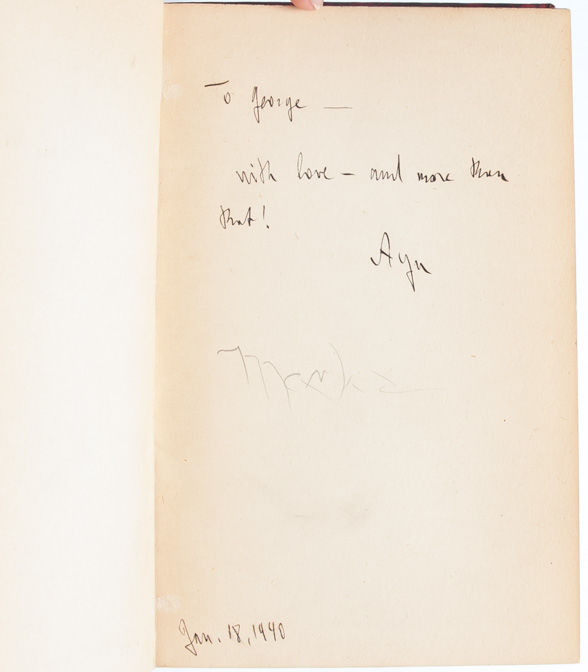 To George —
with love — and more than
that!
Ayn
Jan. 18, 1940